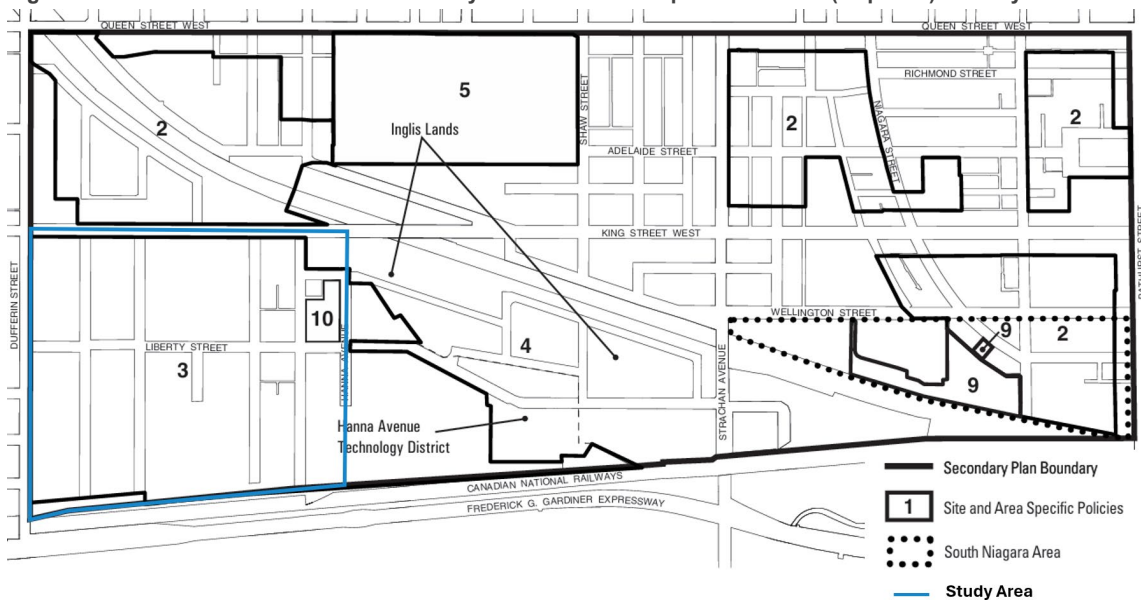 QUEEN STREET WEST
QUEEN STREET WEST
RICHMOND STREET
5
2
2
2
Inglis Lands
SHAW STREET
NIAGARA STREET
ADELAIDE STREET
KING STREET WEST
BATHURST STREET
DUFFERIN STREET
10
WELLINGTON STREET
9
2
LIBERTY STREET
HANNA AVENUE
4
3
9
STRACHAN AVENUE
Hanna Avenue
Technology District
CANADIAN NATIONAL RAILWAYS
FREDERICK G. GARDINER EXPRESSWAY
Secondary Plan Boundary
1
Site and Area Specific Policies
South Niagara Area
Study Area